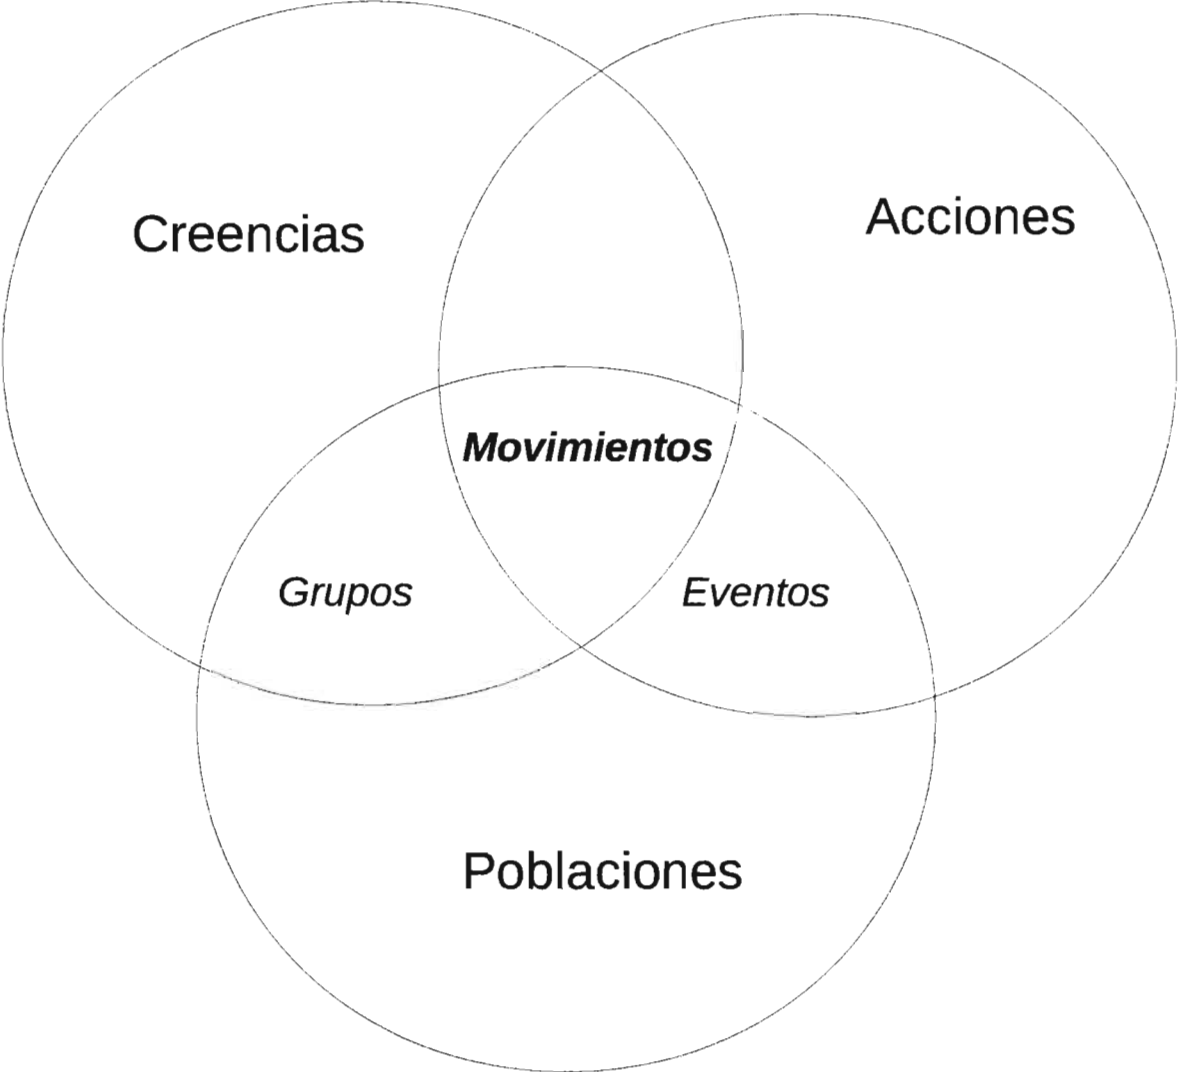 Creencias
Acciones
Movimientos
Grupos
Eventos
Poblaciones